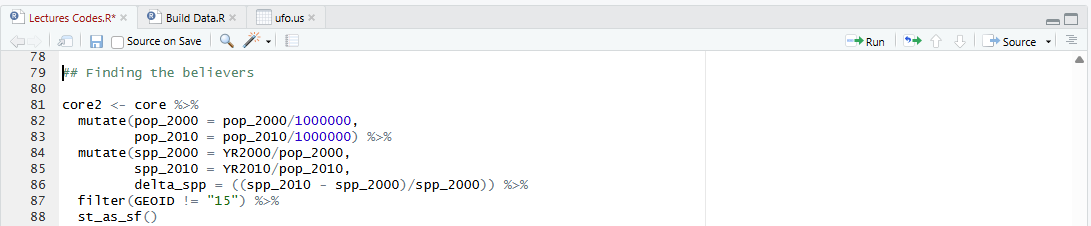 Lectures Codes.R* Build Data.R ufo.us
Source on Save Run Source
78
79 ## Finding the believers
80
81 core2 <- core %>%
82 mutate(pop_2000 = pop_2000/1000000,
83 pop_2010 = pop_2010/1000000) %>%
84 mutate(spp_2000 = YR2000/pop_2000,
85 spp_2010 = YR2010/pop_2010,
86 delta_spp = ((spp_2010 - spp_2000)/spp_2000)) %>%
87 filter(GEOID != "15") %>%
88 st_as_sf()